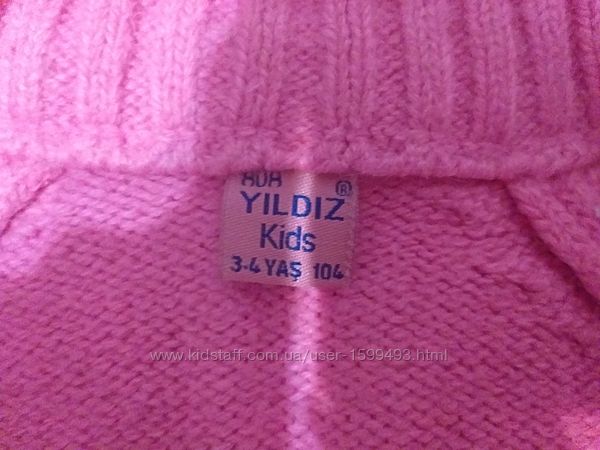 YILDIZ ®
Kids
3-4 YAŞ 104
www.kidstaff.com.ua/user-1599493.html